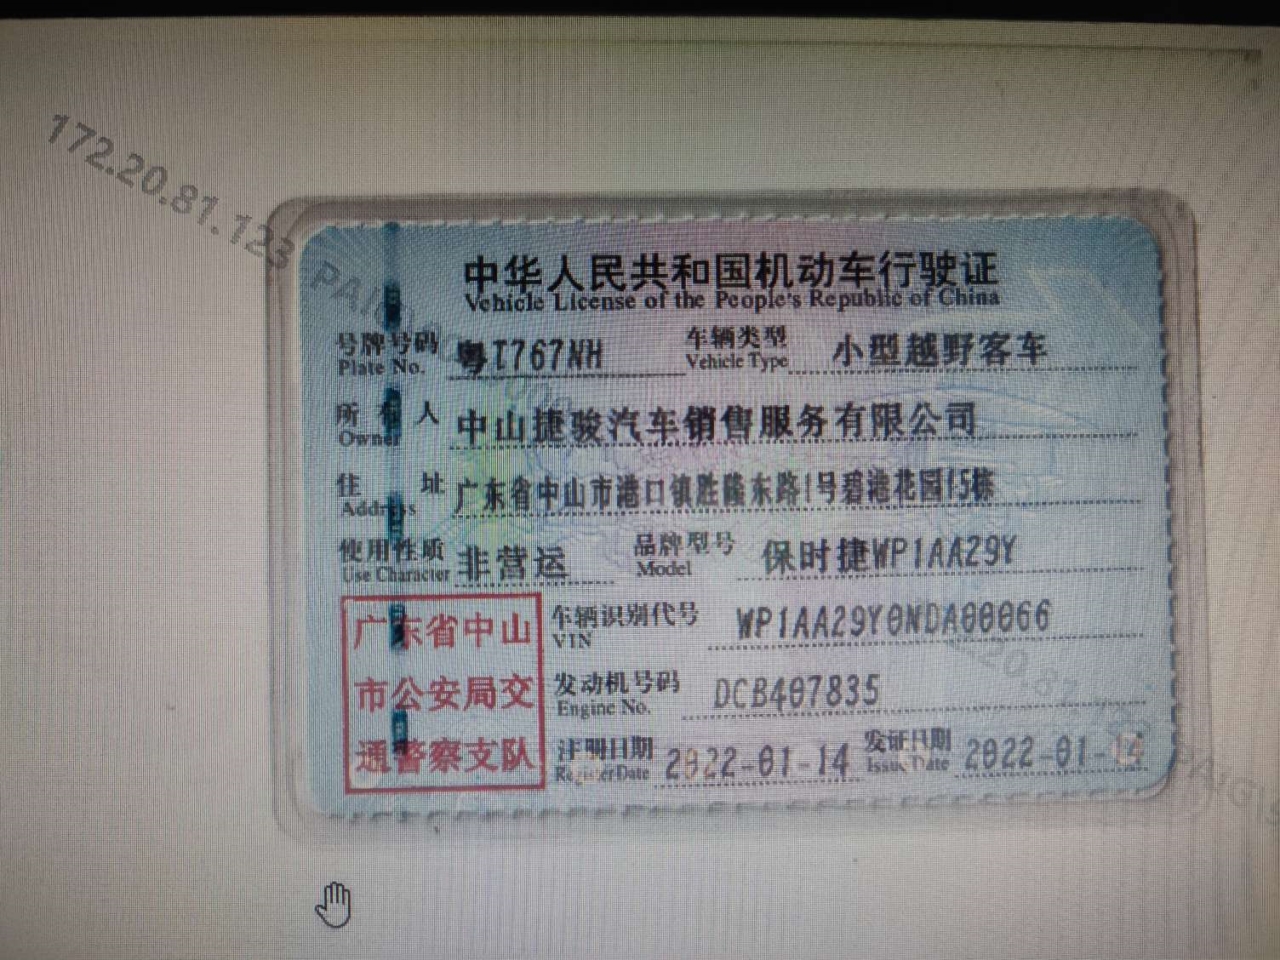 172.20.81.123 PAIC
中华人民共和国机动车行驶证
Vehicle License of the People's Republic of China
号牌号码 粤T767NH 车辆类型 小型越野客车
Plate No. Vehicle Type
所有人 中山捷骏汽车销售服务有限公司
Owner
住址 广东省中山市港口镇胜隆东路1号碧港花园15栋
Address
使用性质 非营运 品牌型号 保时捷WP1AA29Y
Use Character Model
广东省中山 车辆识别代号 WP1AA29Y0NDA00066
VIN
市公安局交 发动机号码 DCB407835
Engine No.
通警察支队 注册日期 2022-01-14 发证日期 2022-01-14
Register Date Issue Date